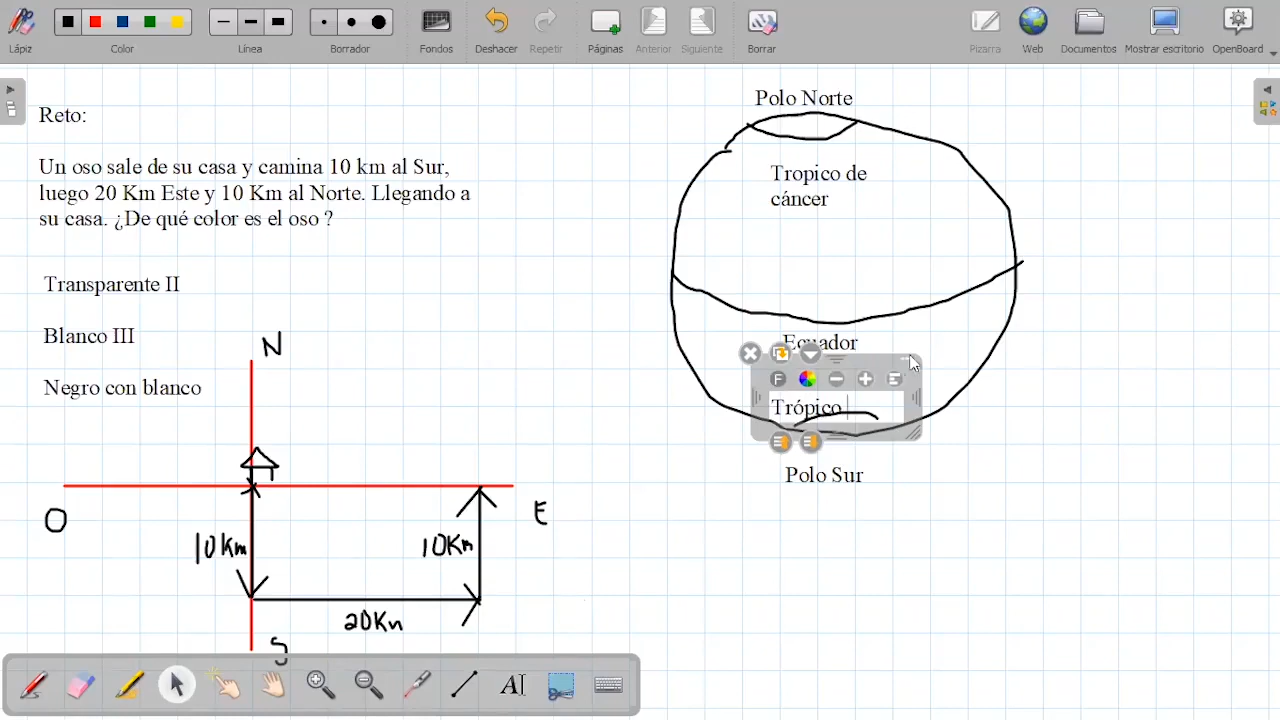 Lápiz
Color
Línea
Borrador
Fondos
Deshacer
Repetir
Páginas
Anterior
Siguiente
Borrar
Pizarra
Web
Documentos
Mostrar escritorio
OpenBoard
Reto:
Un oso sale de su casa y camina 10 km al Sur,
luego 20 Km Este y 10 Km al Norte. Llegando a
su casa. ¿De qué color es el oso ?
Transparente II
Blanco III
Negro con blanco
N
O
E
S
10Km
10Km
20Km
Polo Norte
Tropico de
cáncer
Ecuador
F
Trópico
Polo Sur
AI